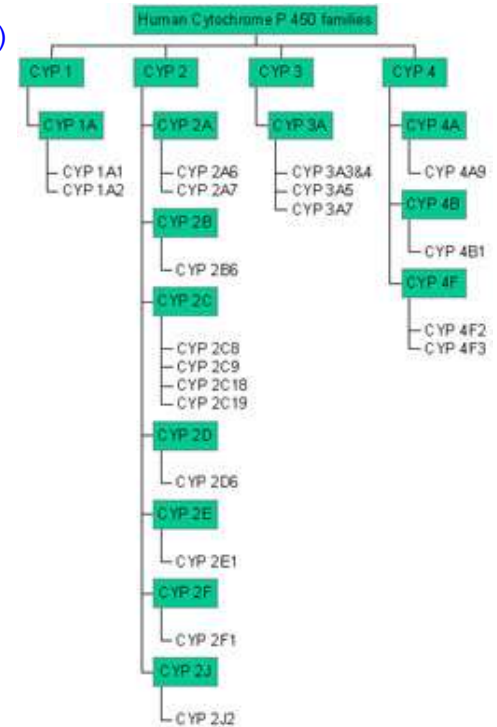 )
Human Cytochrome P 450 families
CYP 1
CYP 1A
CYP 1A1
CYP 1A2
CYP 2
CYP 2A
CYP 2A6
CYP 2A7
CYP 2B
CYP 2B6
CYP 2C
CYP 2C8
CYP 2C9
CYP 2C18
CYP 2C19
CYP 2D
CYP 2D6
CYP 2E
CYP 2E1
CYP 2F
CYP 2F1
CYP 2J
CYP 2J2
CYP 3
CYP 3A
CYP 3A3&4
CYP 3A5
CYP 3A7
CYP 4
CYP 4A
CYP 4A9
CYP 4B
CYP 4B1
CYP 4F
CYP 4F2
CYP 4F3